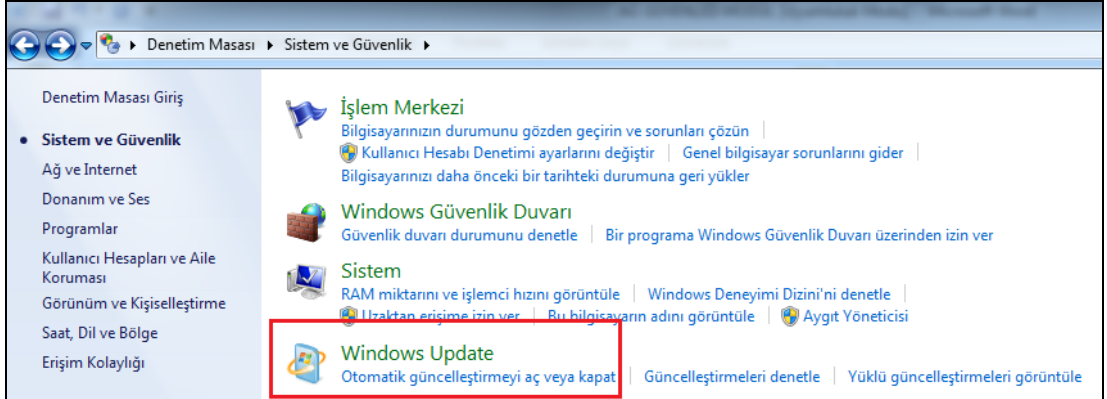 Denetim Masası Sistem ve Güvenlik
Denetim Masası Giriş
Sistem ve Güvenlik
Ağ ve Internet
Donanım ve Ses
Programlar
Kullanıcı Hesapları ve Aile
Koruması
Görünüm ve Kişiselleştirme
Saat, Dil ve Bölge
Erişim Kolaylığı
İşlem Merkezi
Bilgisayarınızın durumunu gözden geçirin ve sorunları çözün
Kullanıcı Hesabı Denetimi ayarlarını değiştir Genel bilgisayar sorunlarını gider
Bilgisayarınızı daha önceki bir tarihteki durumuna geri yükler
Windows Güvenlik Duvarı
Güvenlik duvarı durumunu denetle Bir programa Windows Güvenlik Duvarı üzerinden izin ver
Sistem
RAM miktarını ve işlemci hızını görüntüle Windows Deneyimi Dizini'ni denetle
Uzaktan erişime izin ver Bu bilgisayarın adını görüntüle Aygıt Yöneticisi
Windows Update
Otomatik güncelleştirmeyi aç veya kapat Güncelleştirmeleri denetle Yüklü güncelleştirmeleri görüntüle